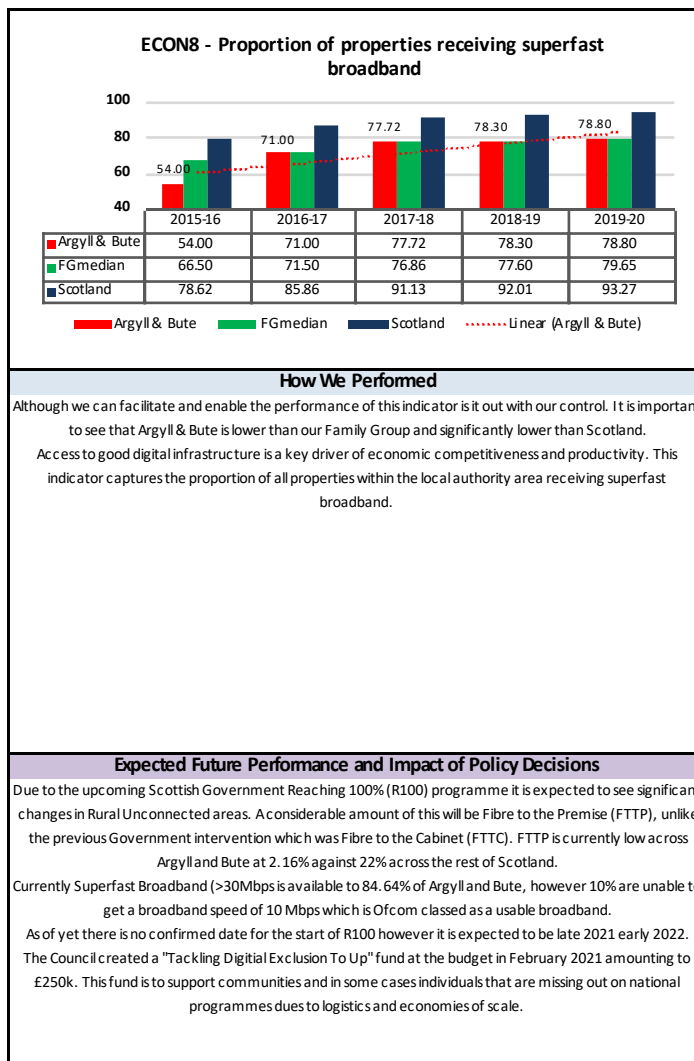 ECON8 - Proportion of properties receiving superfast
broadband
100
80
60
40
54.00
71.00
77.72
78.30
78.80
2015-16 2016-17 2017-18 2018-19 2019-20
Argyll & Bute 54.00 71.00 77.72 78.30 78.80
FGmedian 66.50 71.50 76.86 77.60 79.65
Scotland 78.62 85.86 91.13 92.01 93.27
Argyll & Bute FGmedian Scotland Linear (Argyll & Bute)
How We Performed
Although we can facilitate and enable the performance of this indicator is it out with our control. It is importan
to see that Argyll & Bute is lower than our Family Group and significantly lower than Scotland.
Access to good digital infrastructure is a key driver of economic competitiveness and productivity. This
indicator captures the proportion of all properties within the local authority area receiving superfast
broadband.
Expected Future Performance and Impact of Policy Decisions
Due to the upcoming Scottish Government Reaching 100% (R100) programme it is expected to see significan
changes in Rural Unconnected areas. A considerable amount of this will be Fibre to the Premise (FTTP), unlike
the previous Government intervention which was Fibre to the Cabinet (FTTC). FTTP is currently low across
Argyll and Bute at 2.16% against 22% across the rest of Scotland.
Currently Superfast Broadband (>30Mbps is available to 84.64% of Argyll and Bute, however 10% are unable t
get a broadband speed of 10 Mbps which is Ofcom classed as a usable broadband.
As of yet there is no confirmed date for the start of R100 however it is expected to be late 2021 early 2022.
The Council created a "Tackling Digitial Exclusion To Up" fund at the budget in February 2021 amounting to
£250k. This fund is to support communities and in some cases individuals that are missing out on national
programmes dues to logistics and economies of scale.